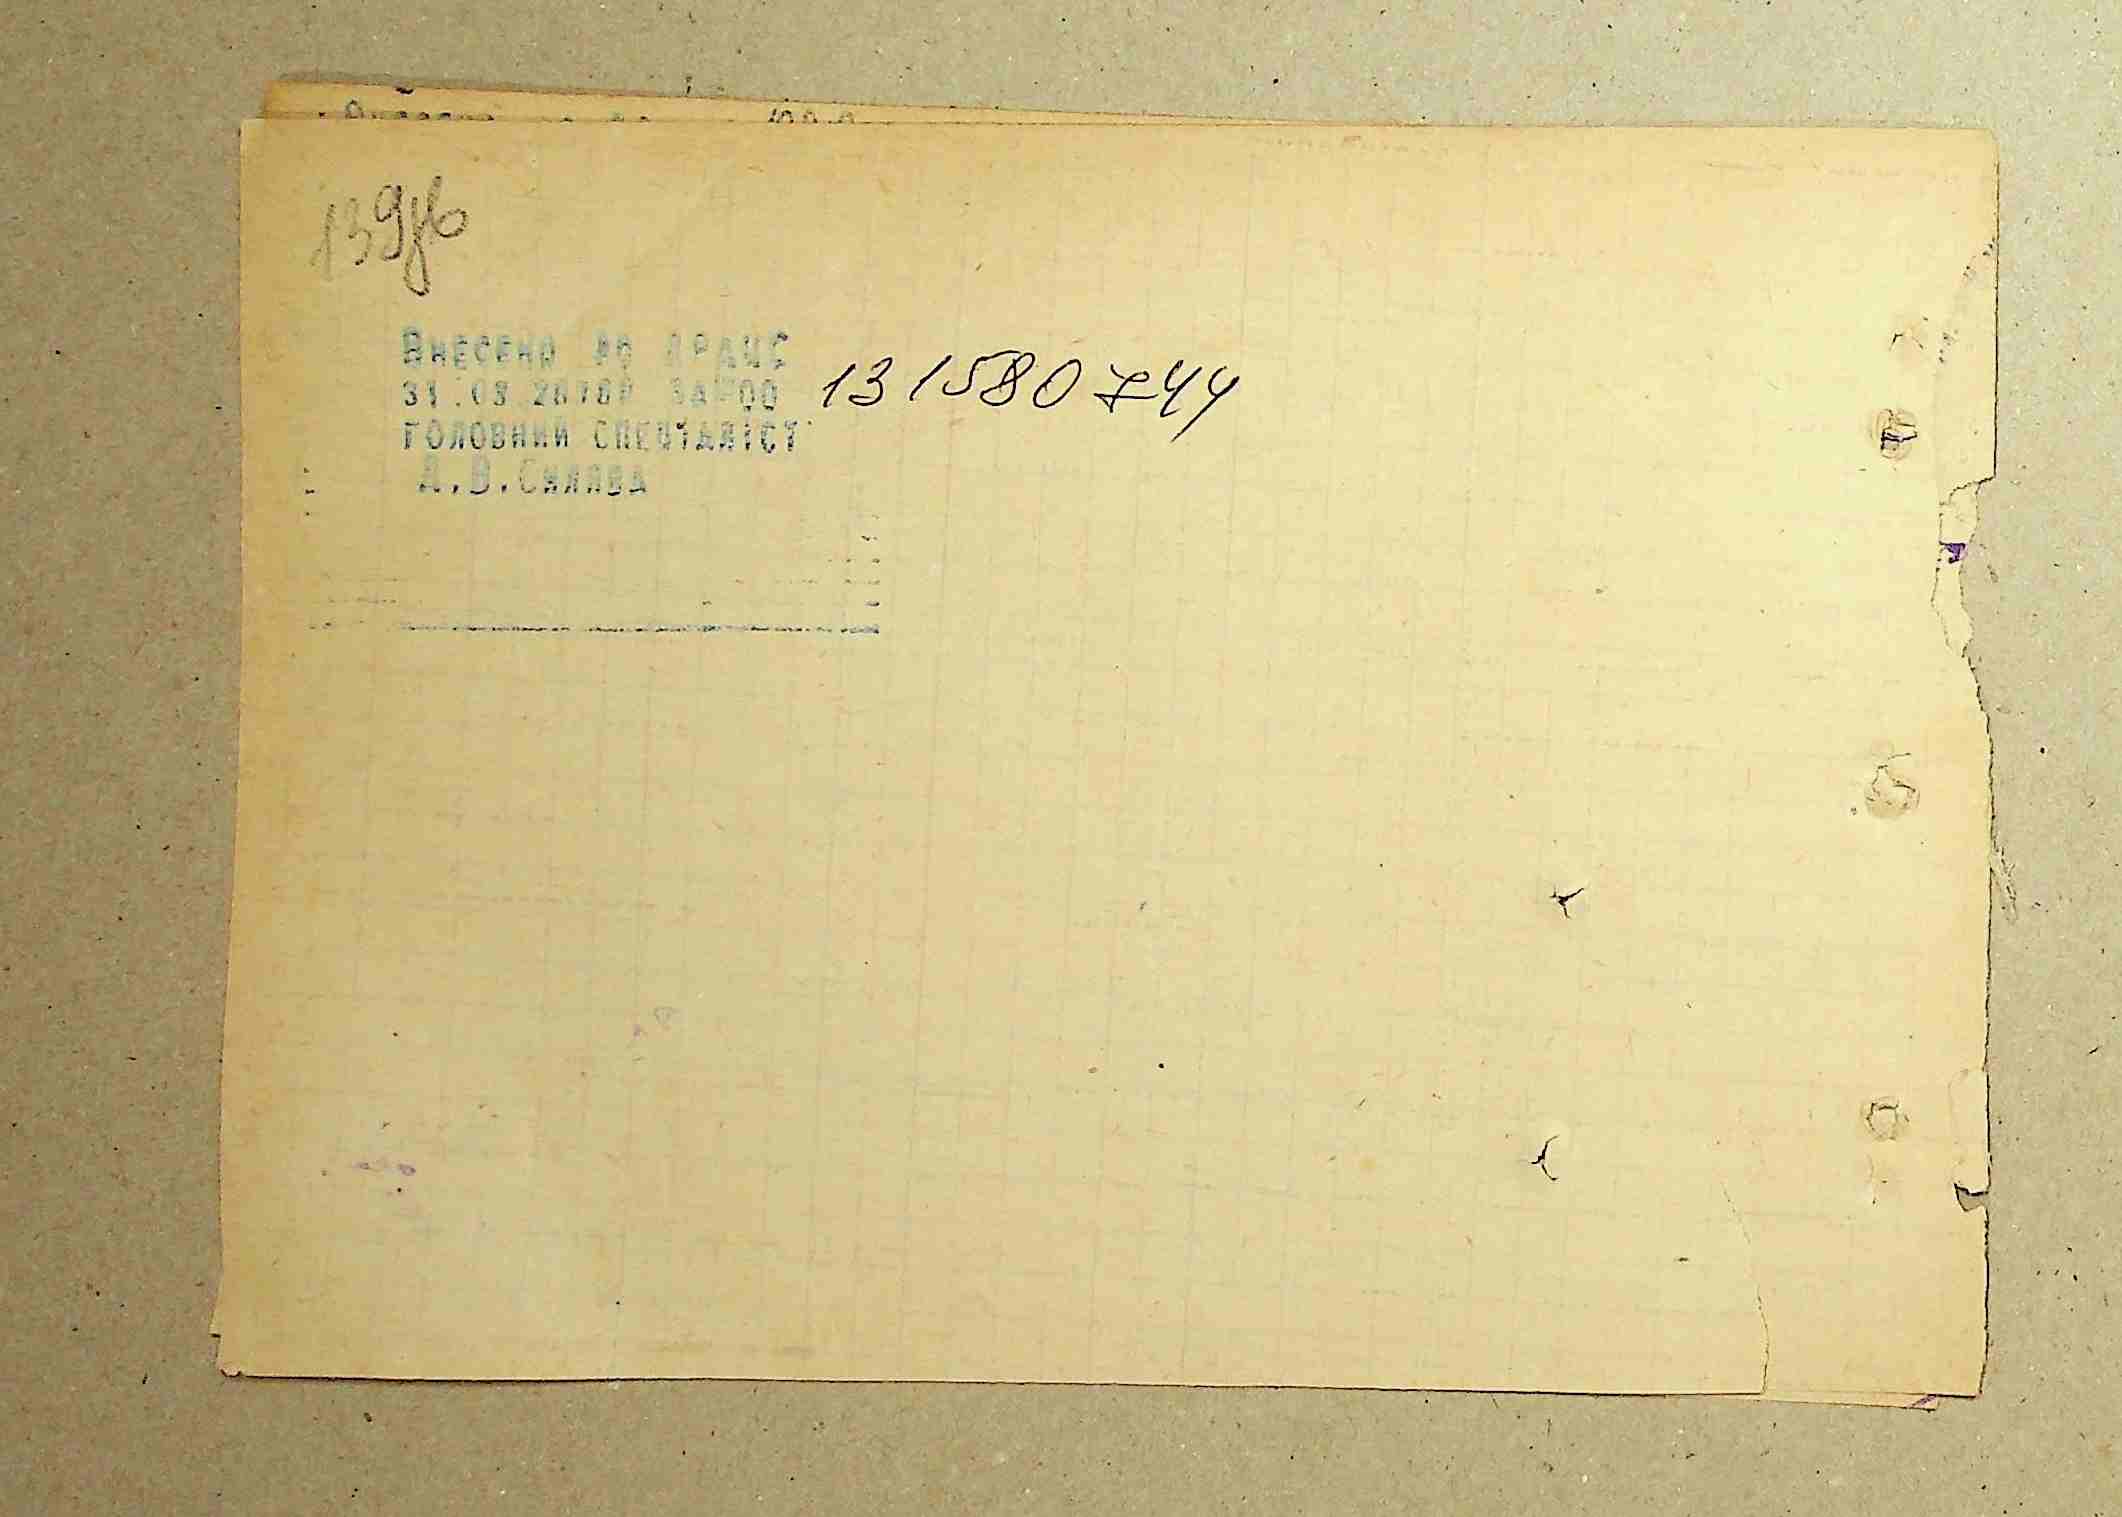 139зв
Внесено до ДРАЦС
31.03.2016р за №00 131580744
головний спеціаліст
Д.В.Силява